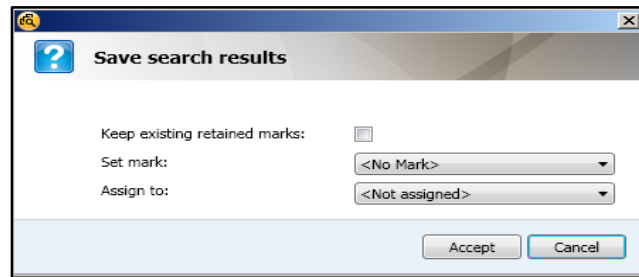 Save search results
Keep existing retained marks:
Set mark: <No Mark>
Assign to: <Not assigned>
Accept Cancel